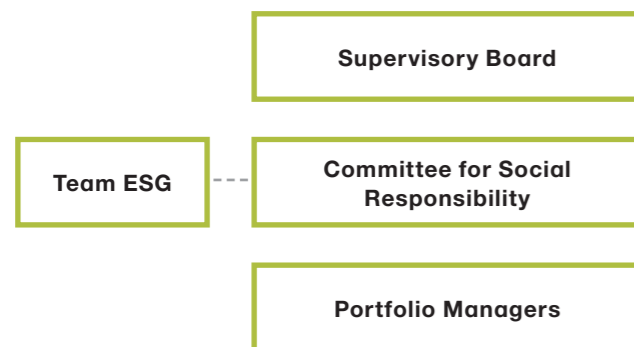 Supervisory Board
Team ESG
Committee for Social
Responsibility
Portfolio Managers